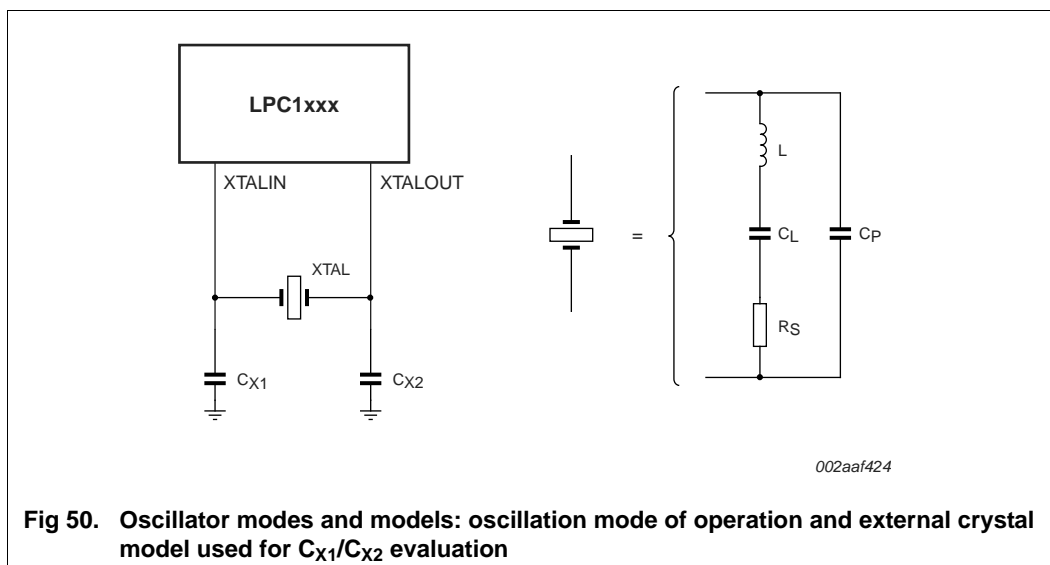 LPC1xxx
XTALIN
XTALOUT
XTAL
CX1
CX2
=
L
CL
CP
RS
002aaf424
Fig 50. Oscillator modes and models: oscillation mode of operation and external crystal
model used for CX1/CX2 evaluation